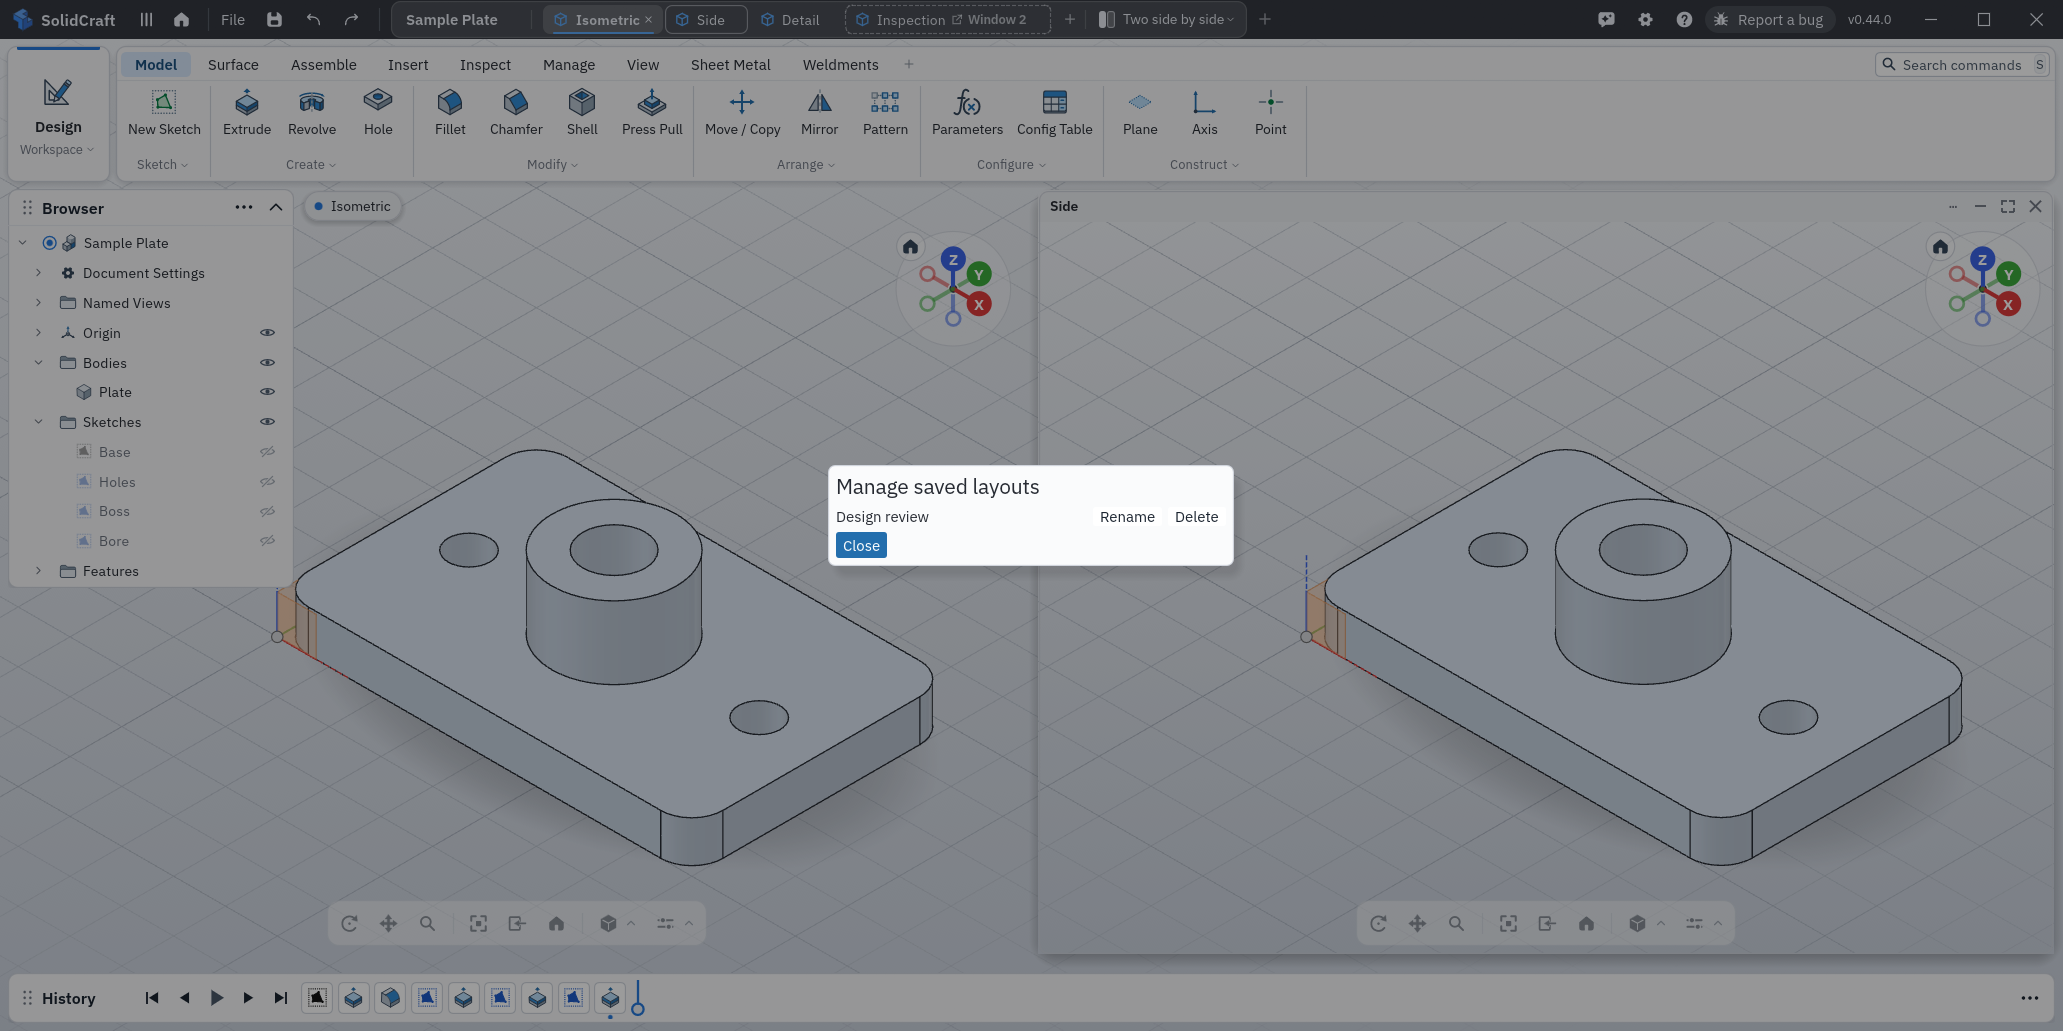 SolidCraft File Sample Plate Isometric Side Detail Inspection Window 2 Two side by side Report a bug v0.44.0
Design
Workspace
Model Surface Assemble Insert Inspect Manage View Sheet Metal Weldments Search commands S
New Sketch Extrude Revolve Hole Fillet Chamfer Shell Press Pull Move / Copy Mirror Pattern Parameters Config Table Plane Axis Point
Sketch Create Modify Arrange Configure Construct
Browser
Sample Plate
Document Settings
Named Views
Origin
Bodies
Plate
Sketches
Base
Holes
Boss
Bore
Features
Isometric
Z
Y
X
Side
Z
Y
X
Manage saved layouts
Design review Rename Delete
Close
History